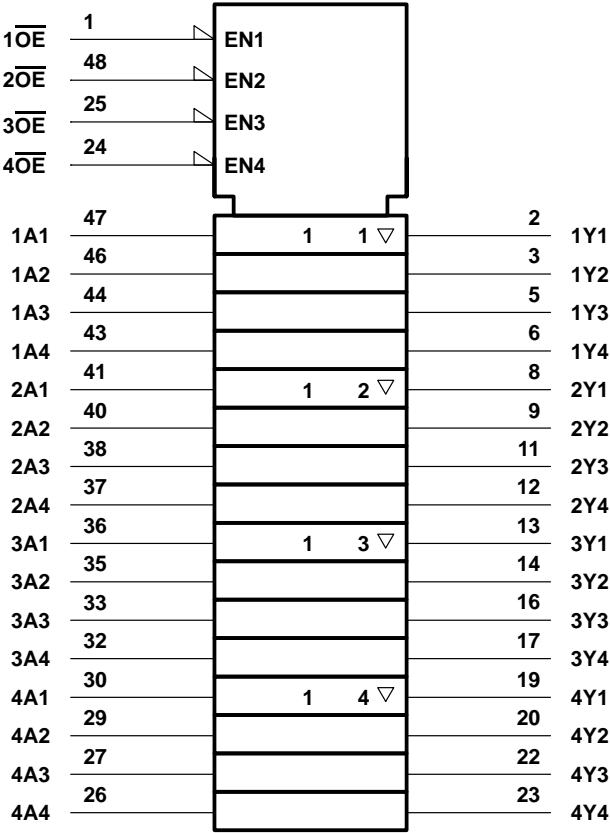 1O̅E̅ 1 EN1
2O̅E̅ 48 EN2
3O̅E̅ 25 EN3
4O̅E̅ 24 EN4
1A1 47 1 1 ▽ 2 1Y1
1A2 46 3 1Y2
1A3 44 5 1Y3
1A4 43 6 1Y4
2A1 41 1 2 ▽ 8 2Y1
2A2 40 9 2Y2
2A3 38 11 2Y3
2A4 37 12 2Y4
3A1 36 1 3 ▽ 13 3Y1
3A2 35 14 3Y2
3A3 33 16 3Y3
3A4 32 17 3Y4
4A1 30 1 4 ▽ 19 4Y1
4A2 29 20 4Y2
4A3 27 22 4Y3
4A4 26 23 4Y4